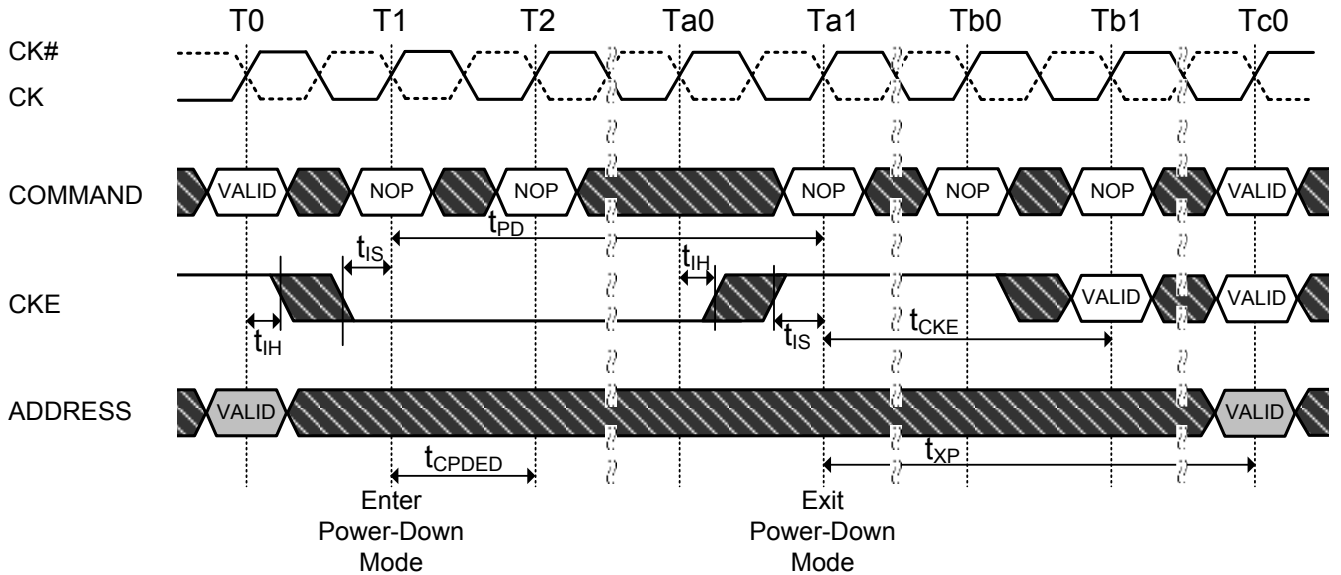 T0 T1 T2 Ta0 Ta1 Tb0 Tb1 Tc0
CK#
CK
COMMAND VALID NOP NOP NOP NOP NOP VALID
tPD
tIS tIH
CKE VALID VALID
tIH tIS tCKE
ADDRESS VALID VALID
tCPDED tXP
Enter
Power-Down
Mode
Exit
Power-Down
Mode